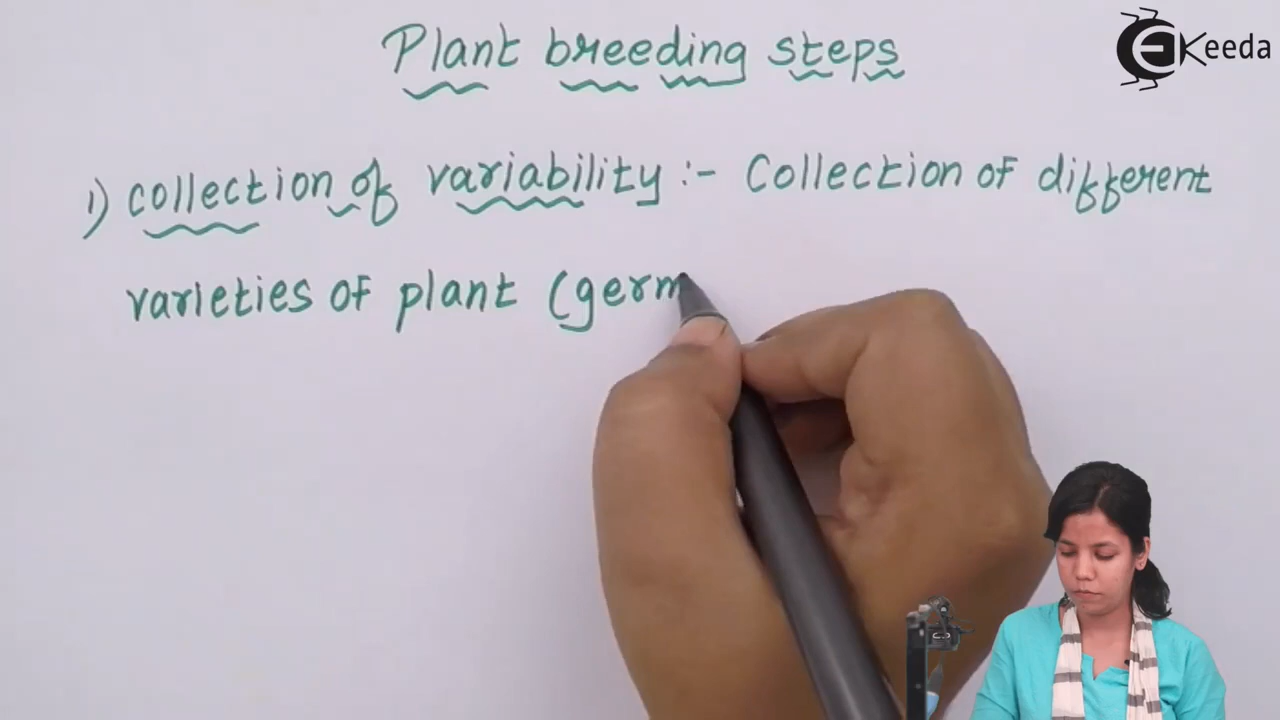 Plant breeding steps
Ekeeda
1) collection of variability :- Collection of different
varieties of plant (germ